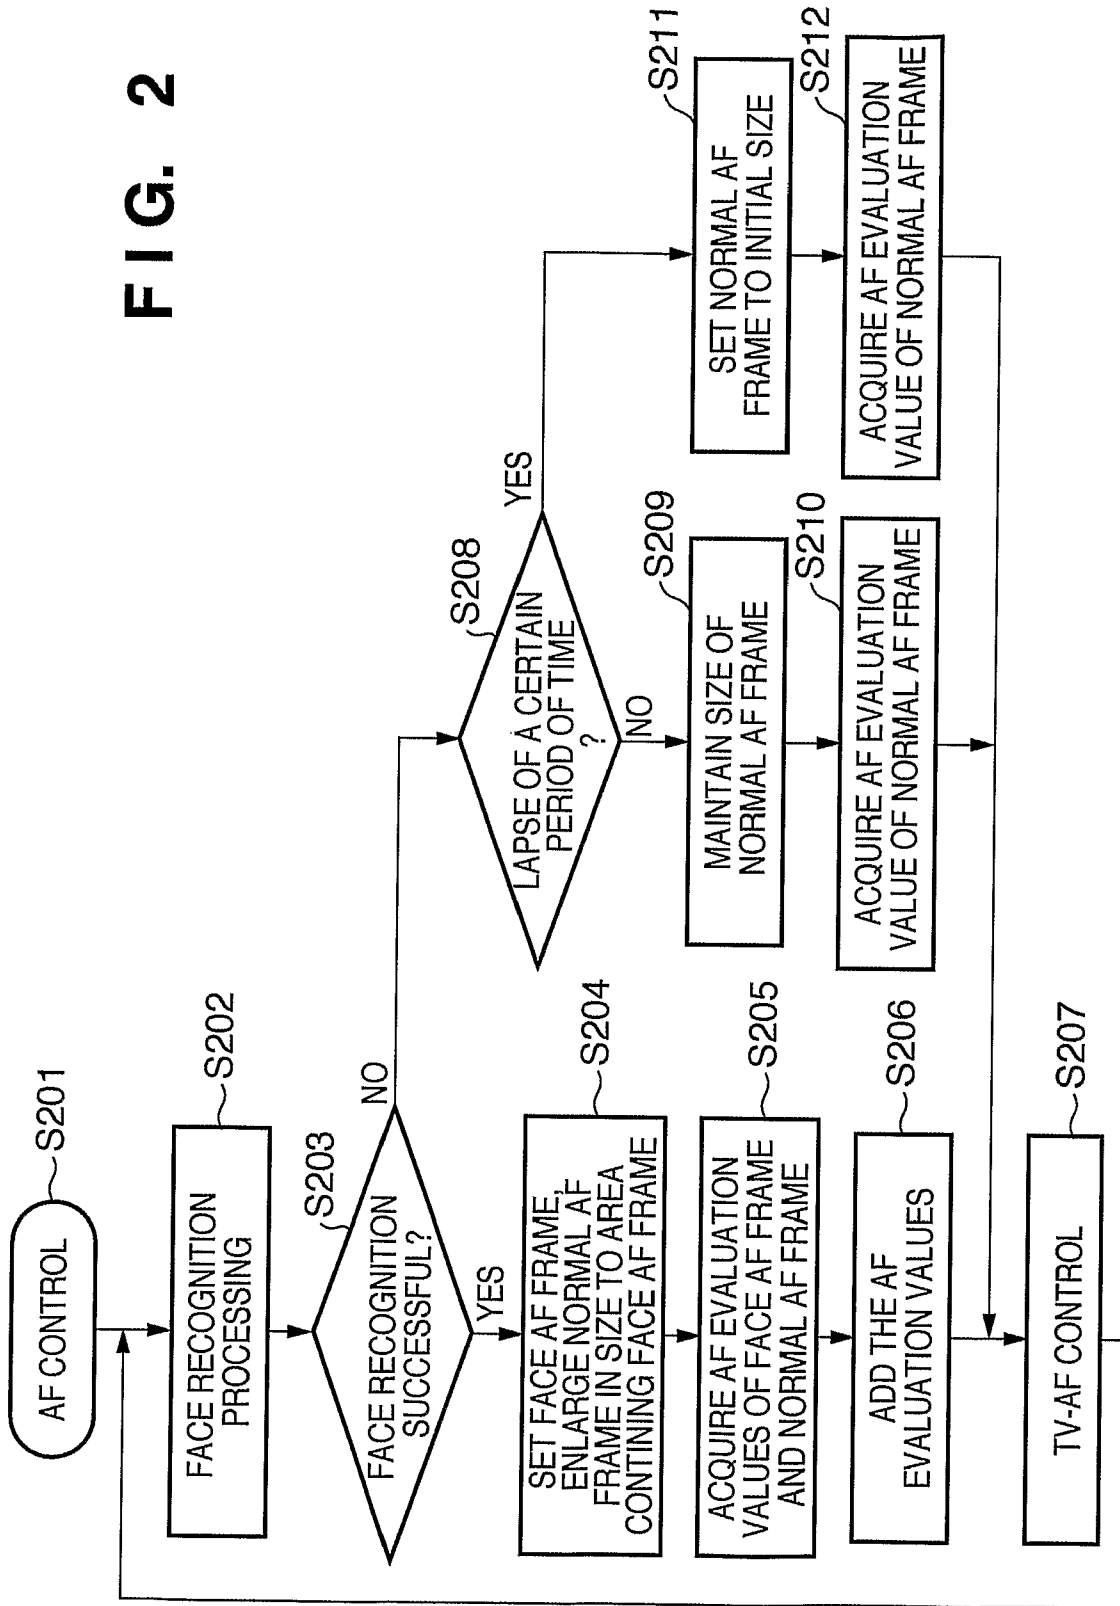 FIG. 2
AF CONTROL
S201
FACE RECOGNITION
PROCESSING
S202
FACE RECOGNITION
SUCCESSFUL?
S203
NO
YES
SET FACE AF FRAME,
ENLARGE NORMAL AF
FRAME IN SIZE TO AREA
CONTINING FACE AF FRAME
S204
ACQUIRE AF EVALUATION
VALUES OF FACE AF FRAME
AND NORMAL AF FRAME
S205
ADD THE AF
EVALUATION VALUES
S206
TV-AF CONTROL
S207
LAPSE OF A CERTAIN
PERIOD OF TIME
?
S208
YES
NO
MAINTAIN SIZE OF
NORMAL AF FRAME
S209
ACQUIRE AF EVALUATION
VALUE OF NORMAL AF FRAME
S210
SET NORMAL AF
FRAME TO INITIAL SIZE
S211
ACQUIRE AF EVALUATION
VALUE OF NORMAL AF FRAME
S212